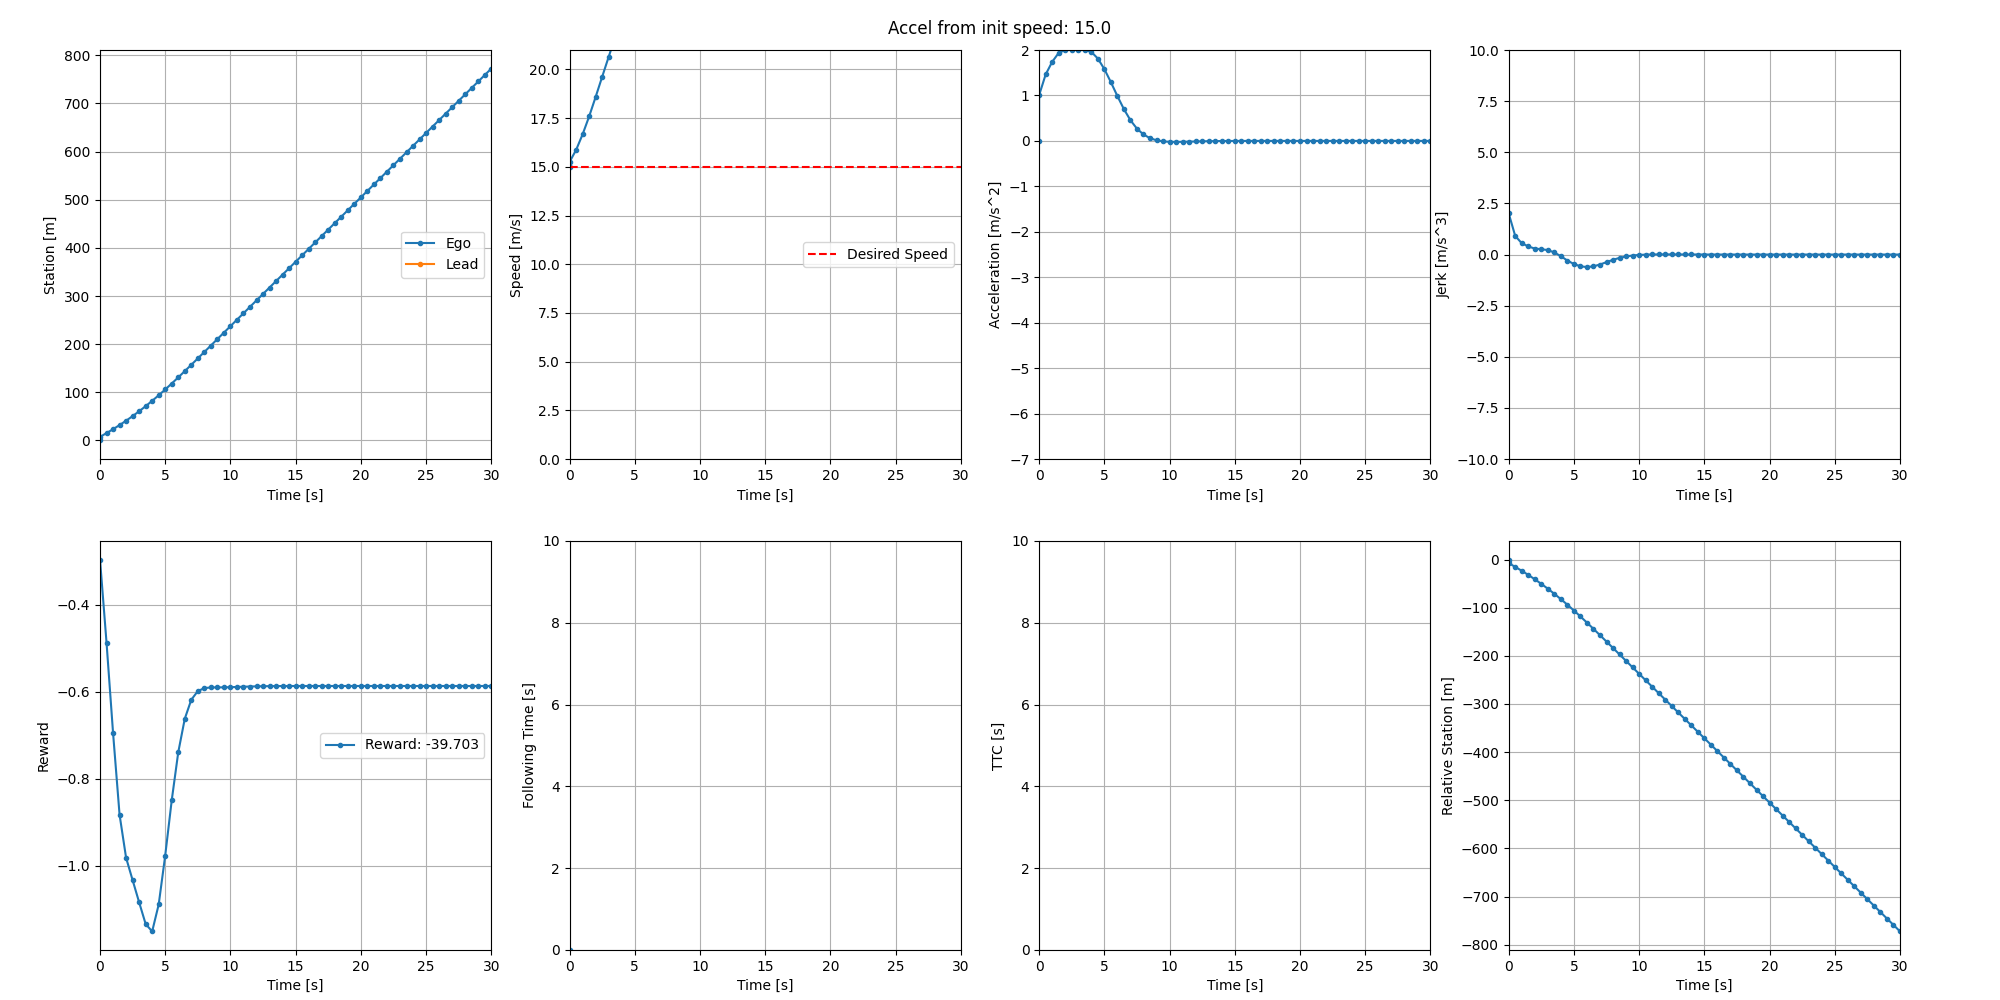 Accel from init speed: 15.0
800
700
600
500
400
300
200
100
0
Station [m]
Ego
Lead
0 5 10 15 20 25 30
Time [s]
20.0
17.5
15.0
12.5
10.0
7.5
5.0
2.5
0.0
Speed [m/s]
Desired Speed
0 5 10 15 20 25 30
Time [s]
2
1
0
−1
−2
−3
−4
−5
−6
−7
Acceleration [m/s^2]
0 5 10 15 20 25 30
Time [s]
10.0
7.5
5.0
2.5
0.0
−2.5
−5.0
−7.5
−10.0
Jerk [m/s^3]
0 5 10 15 20 25 30
Time [s]
−0.4
−0.6
−0.8
−1.0
Reward
Reward: -39.703
0 5 10 15 20 25 30
Time [s]
10
8
6
4
2
0
Following Time [s]
0 5 10 15 20 25 30
Time [s]
10
8
6
4
2
0
TTC [s]
0 5 10 15 20 25 30
Time [s]
0
−100
−200
−300
−400
−500
−600
−700
−800
Relative Station [m]
0 5 10 15 20 25 30
Time [s]